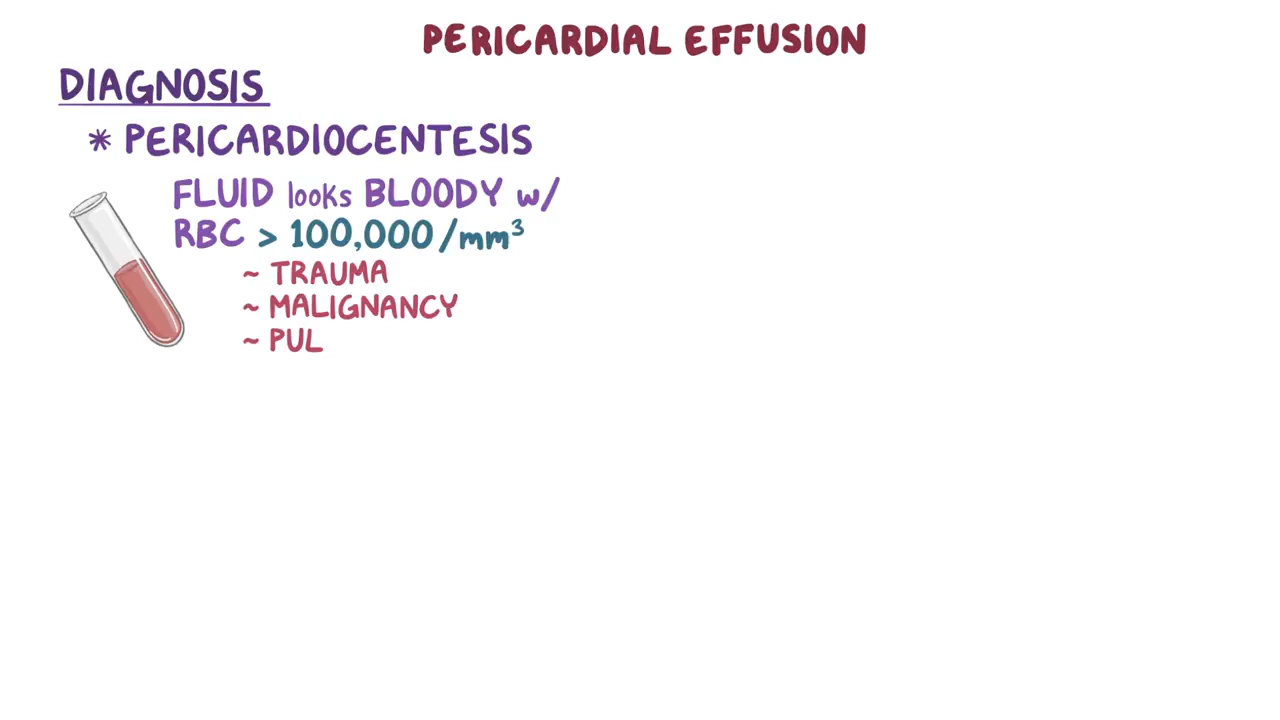 PERICARDIAL EFFUSION
DIAGNOSIS
* PERICARDIOCENTESIS
FLUID looks BLOODY w/
RBC > 100,000/mm³
~ TRAUMA
~ MALIGNANCY
~ PUL